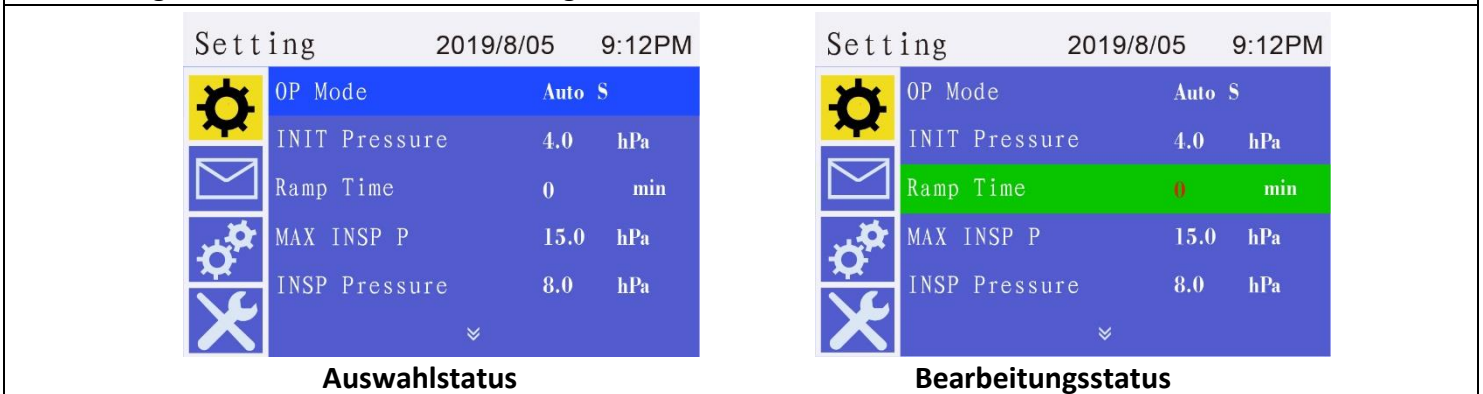 Setting 2019/8/05 9:12PM
OP Mode Auto S
INIT Pressure 4.0 hPa
Ramp Time 0 min
MAX INSP P 15.0 hPa
INSP Pressure 8.0 hPa
Auswahlstatus
Setting 2019/8/05 9:12PM
OP Mode Auto S
INIT Pressure 4.0 hPa
Ramp Time 0 min
MAX INSP P 15.0 hPa
INSP Pressure 8.0 hPa
Bearbeitungsstatus